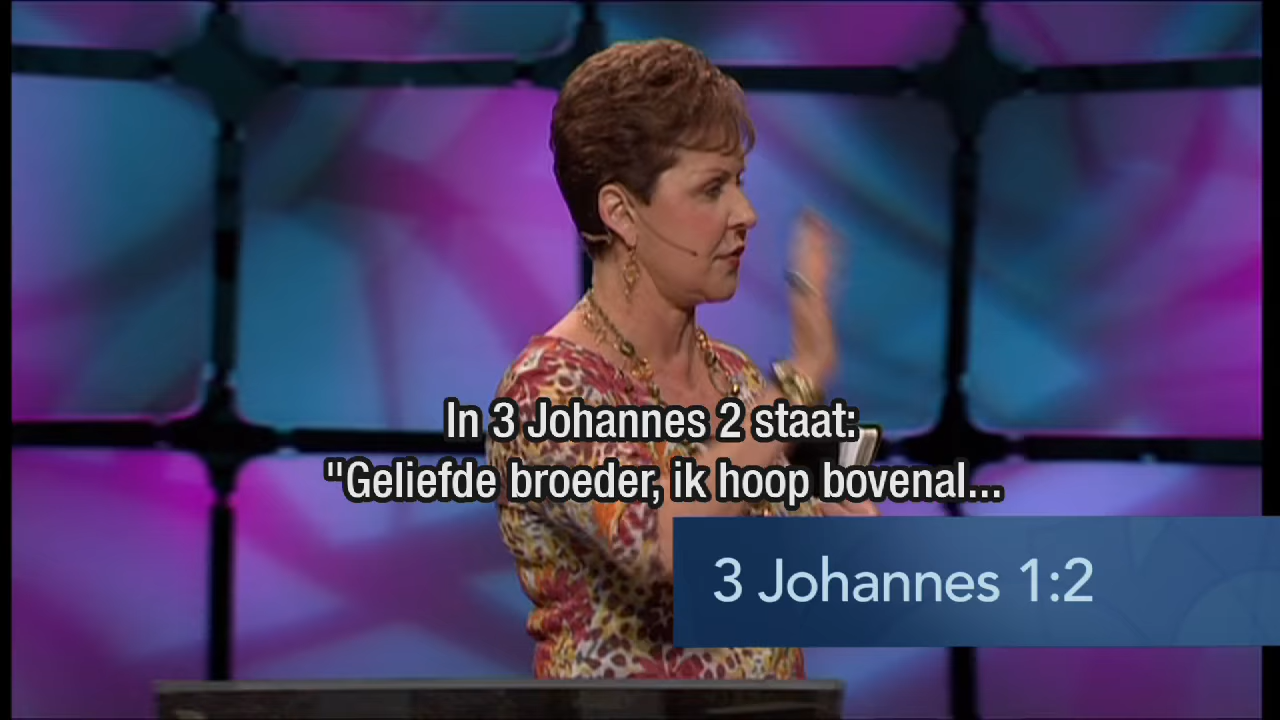 In 3 Johannes 2 staat:
"Geliefde broeder, ik hoop bovenal...
3 Johannes 1:2